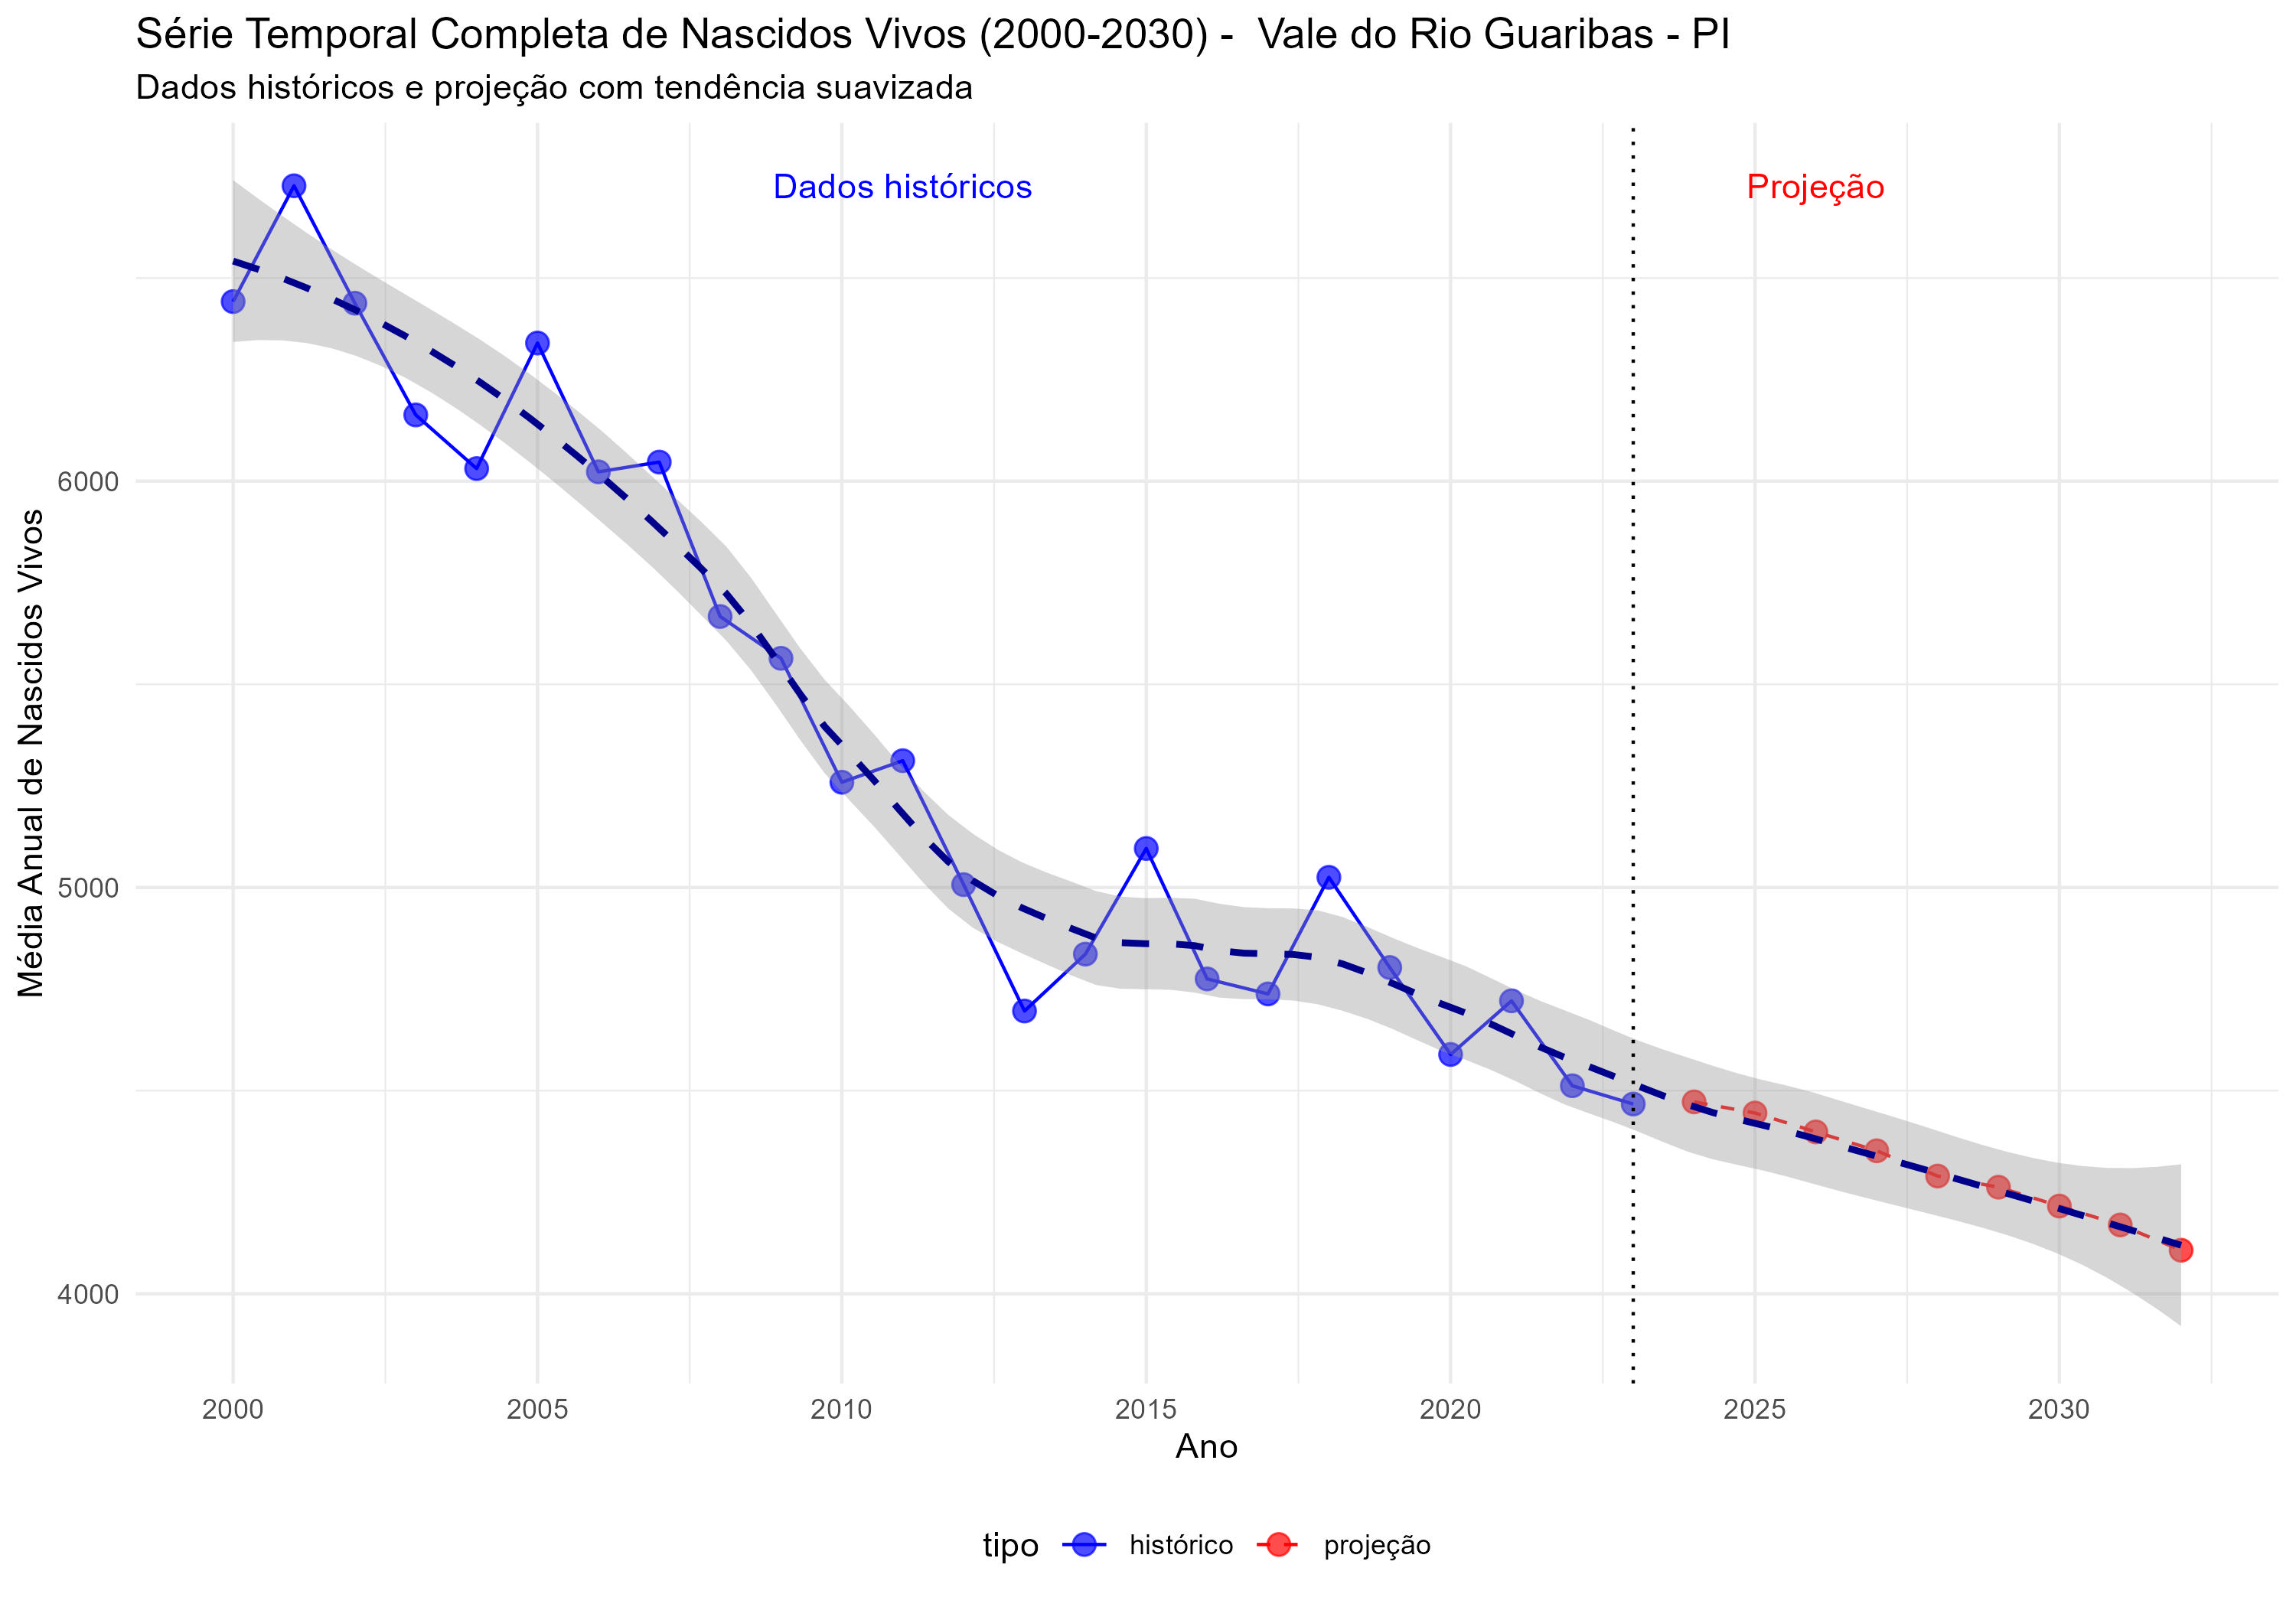 Série Temporal Completa de Nascidos Vivos (2000-2030) -  Vale do Rio Guaribas - PI
Dados históricos e projeção com tendência suavizada
Dados históricos
Projeção
Média Anual de Nascidos Vivos
6000
5000
4000
2000
2005
2010
2015
2020
2025
2030
Ano
tipo
histórico
projeção